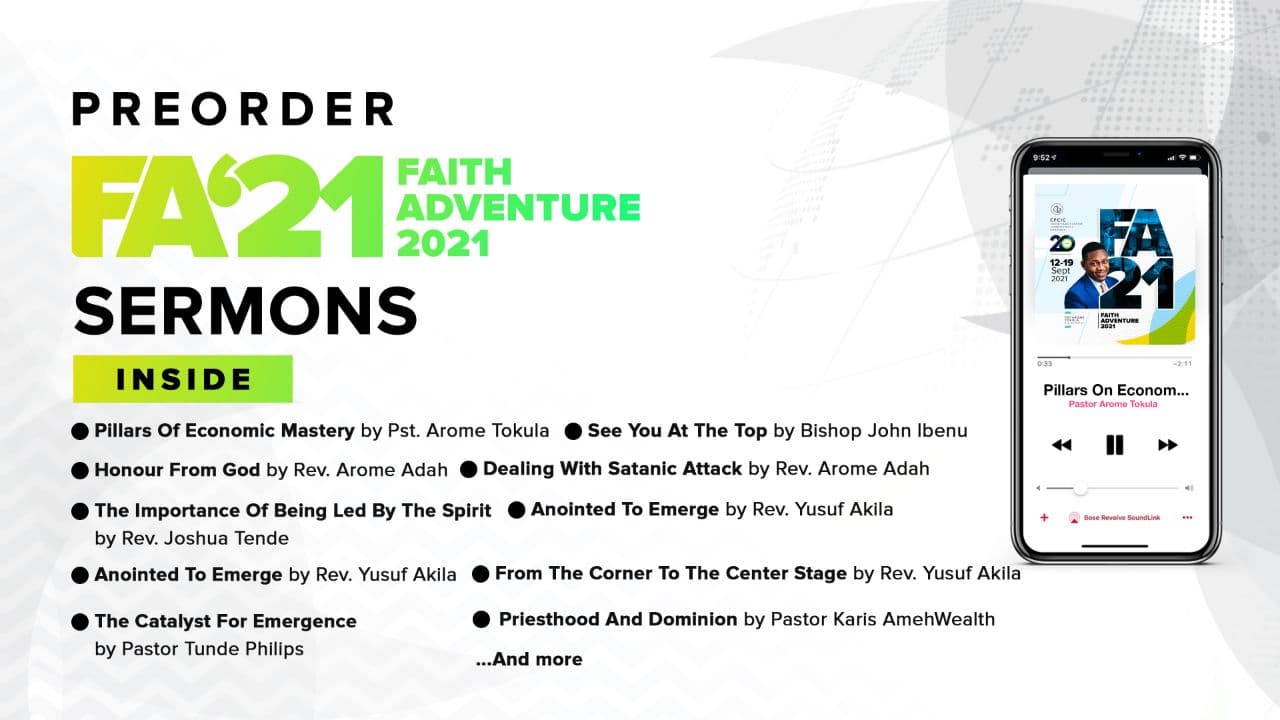 PREORDER
FA'21 FAITH
ADVENTURE
2021
SERMONS
INSIDE
● Pillars Of Economic Mastery by Pst. Arome Tokula ● See You At The Top by Bishop John Ibenu
● Honour From God by Rev. Arome Adah ● Dealing With Satanic Attack by Rev. Arome Adah
● The Importance Of Being Led By The Spirit ● Anointed To Emerge by Rev. Yusuf Akila
by Rev. Joshua Tende
● Anointed To Emerge by Rev. Yusuf Akila ● From The Corner To The Center Stage by Rev. Yusuf Akila
● The Catalyst For Emergence ● Priesthood And Dominion by Pastor Karis AmehWealth
by Pastor Tunde Philips
...And more
9:52
CPCIC
20
12-19
Sept
2021
FA
21
FAITH
ADVENTURE
2021
0:33 -2:11
Pillars On Econom...
Pastor Arome Tokula
Bose Revolve SoundLink